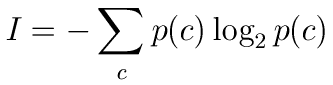 I = − ∑_c p(c) log₂ p(c)